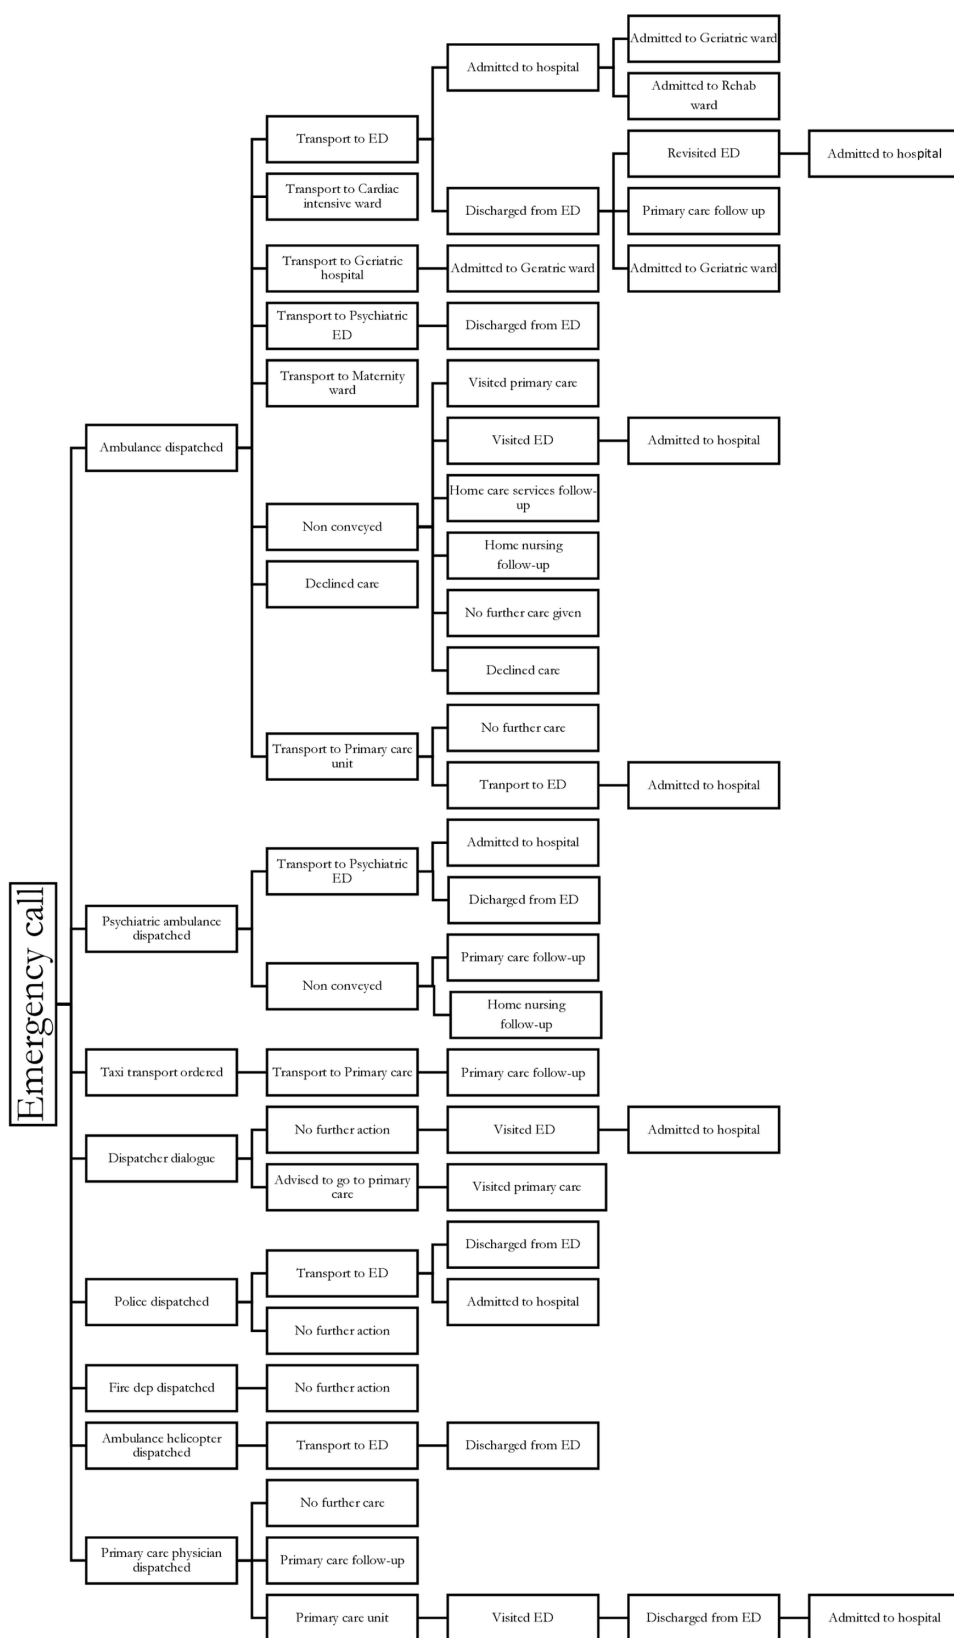 Emergency call
Ambulance dispatched
Transport to ED
Admitted to hospital
Admitted to Geriatric ward
Admitted to Rehab
ward
Discharged from ED
Revisited ED
Admitted to hospital
Primary care follow up
Admitted to Geriatric ward
Transport to Cardiac
intensive ward
Transport to Geriatric
hospital
Admitted to Geratric ward
Transport to Psychiatric
ED
Discharged from ED
Transport to Maternity
ward
Non conveyed
Visited primary care
Visited ED
Admitted to hospital
Home care services follow-
up
Home nursing
follow-up
No further care given
Declined care
Declined care
Transport to Primary care
unit
No further care
Tranport to ED
Admitted to hospital
Psychiatric ambulance
dispatched
Transport to Psychiatric
ED
Admitted to hospital
Dicharged from ED
Non conveyed
Primary care follow-up
Home nursing
follow-up
Taxi transport ordered
Transport to Primary care
Primary care follow-up
Dispatcher dialogue
No further action
Visited ED
Admitted to hospital
Advised to go to primary
care
Visited primary care
Police dispatched
Transport to ED
Discharged from ED
Admitted to hospital
No further action
Fire dep dispatched
No further action
Ambulance helicopter
dispatched
Transport to ED
Discharged from ED
Primary care physician
dispatched
No further care
Primary care follow-up
Primary care unit
Visited ED
Discharged from ED
Admitted to hospital